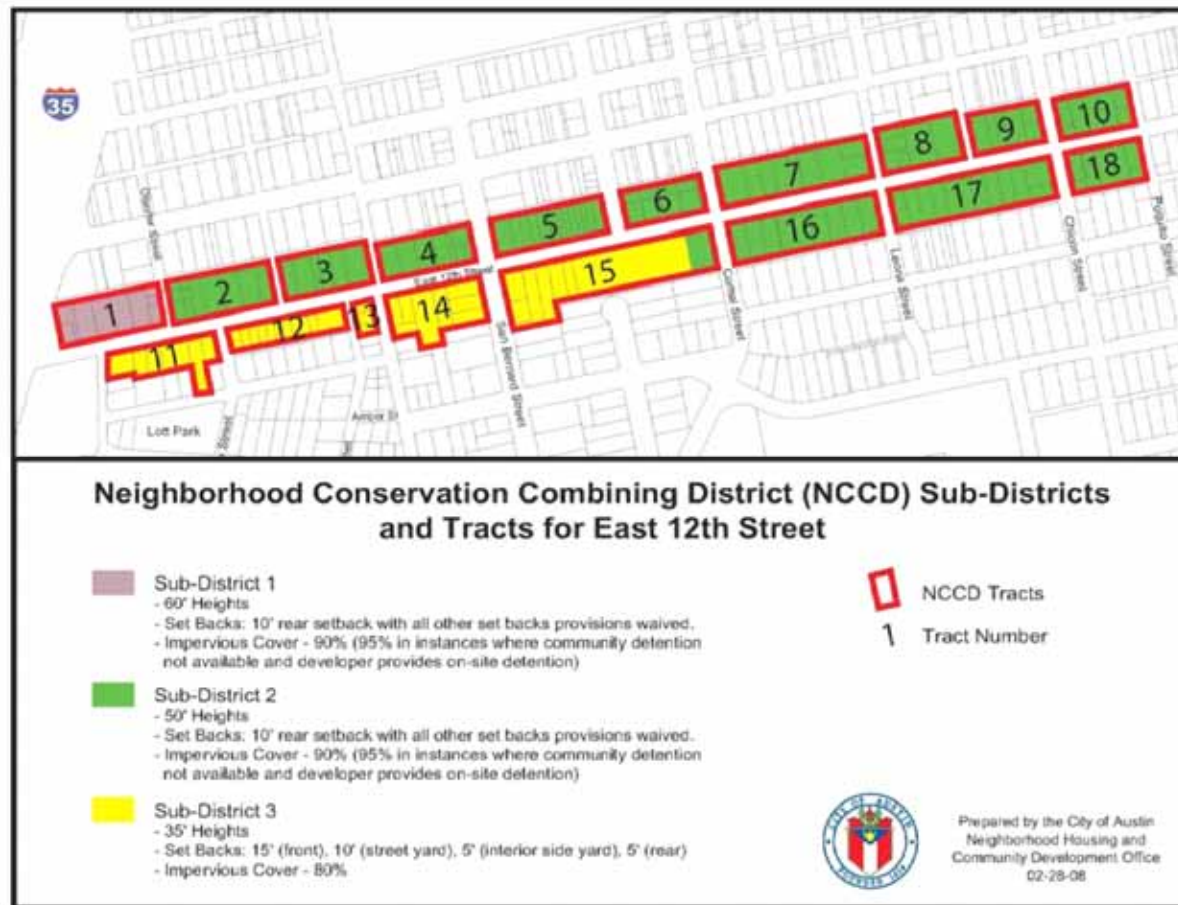 35
Olander Street
1
2
3
4
5
6
7
8
9
10
11
12
13
14
15
16
17
18
East 12th Street
San Bernard Street
Comal Street
Leona Street
Chicon Street
Poquito Street
Lott Park
Street
Neighborhood Conservation Combining District (NCCD) Sub-Districts
and Tracts for East 12th Street
Sub-District 1
- 60' Heights
- Set Backs: 10' rear setback with all other set backs provisions waived.
- Impervious Cover - 90% (95% in instances where community detention
not available and developer provides on-site detention)
Sub-District 2
- 50' Heights
- Set Backs: 10' rear setback with all other set backs provisions waived.
- Impervious Cover - 90% (95% in instances where community detention
not available and developer provides on-site detention)
Sub-District 3
- 35' Heights
- Set Backs: 15' (front), 10' (street yard), 5' (interior side yard), 5' (rear)
- Impervious Cover - 80%
NCCD Tracts
1 Tract Number
CITY OF AUSTIN
FOUNDED 1839
Prepared by the City of Austin
Neighborhood Housing and
Community Development Office
02-28-08